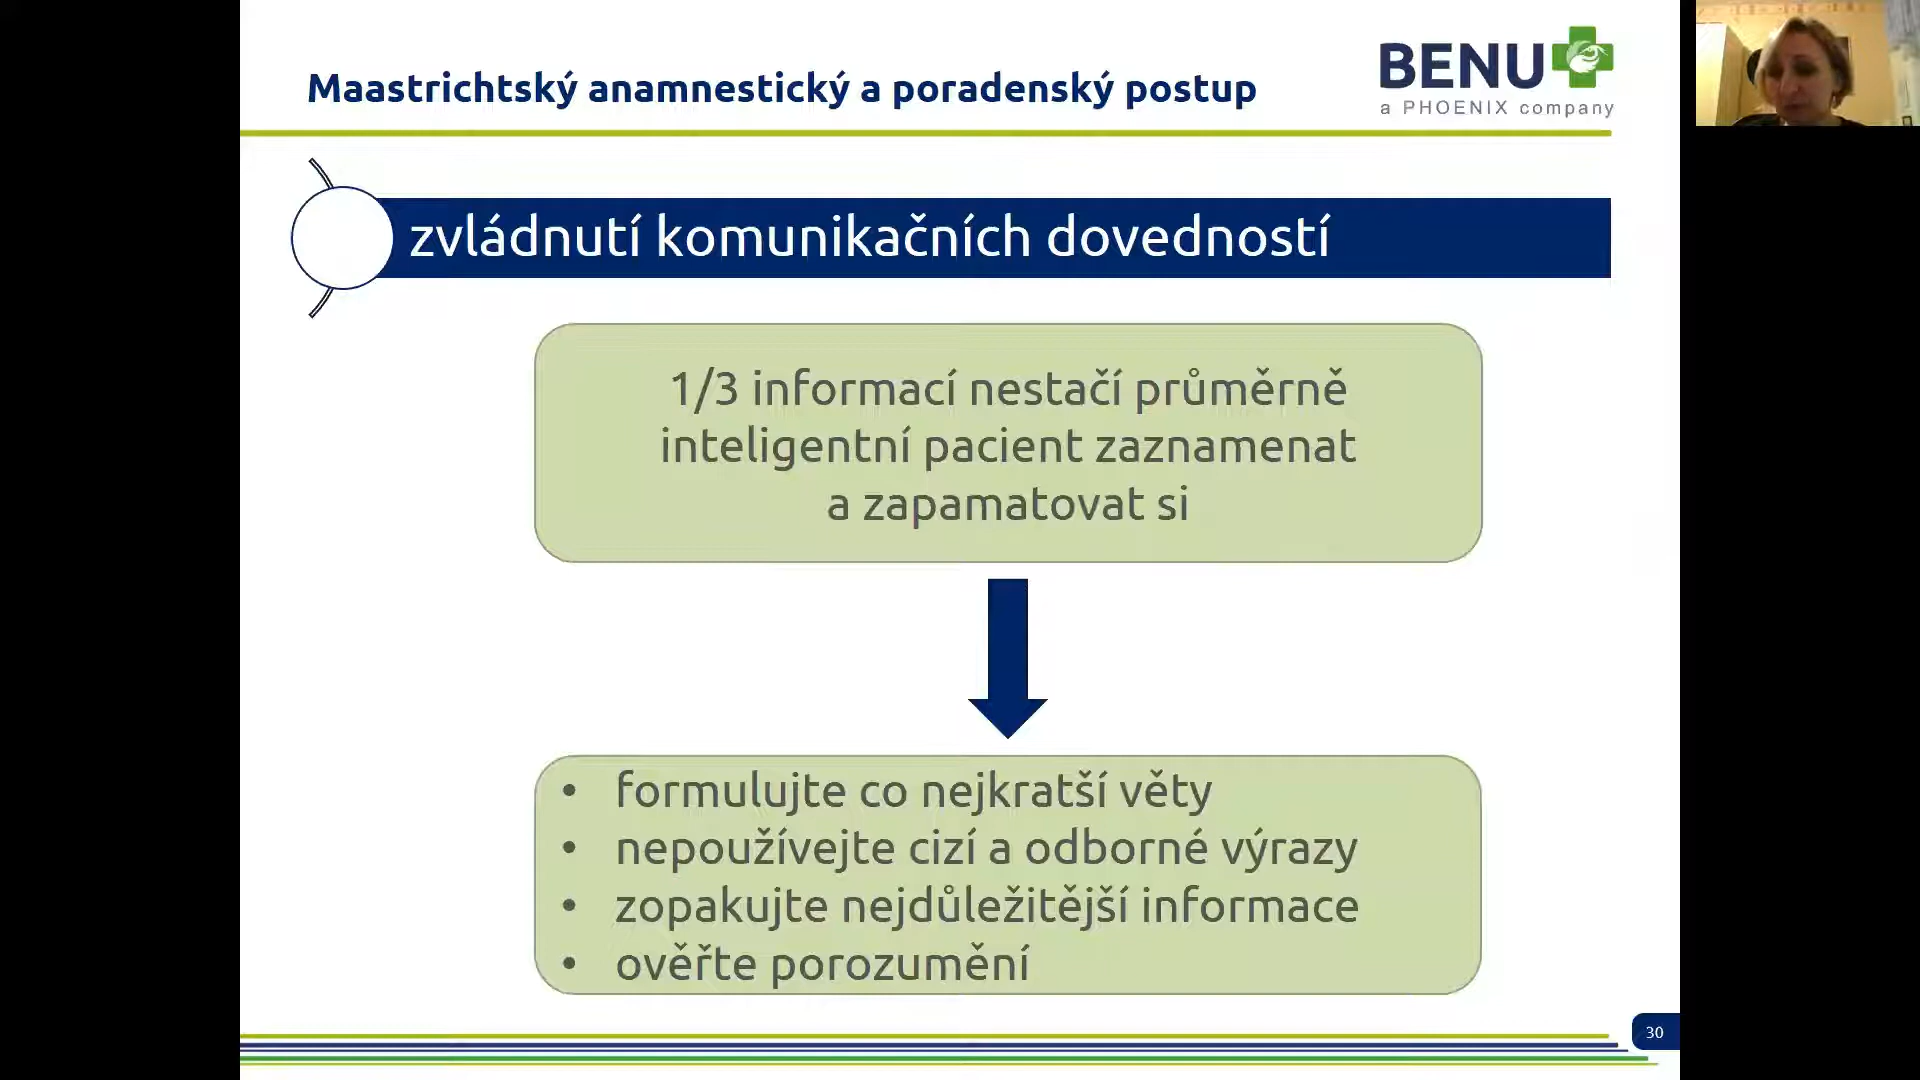 Maastrichtský anamnestický a poradenský postup
BENU
a PHOENIX company
zvládnutí komunikačních dovedností
1/3 informací nestačí průměrně
inteligentní pacient zaznamenat
a zapamatovat si
• formulujte co nejkratší věty
• nepoužívejte cizí a odborné výrazy
• zopakujte nejdůležitější informace
• ověřte porozumění
30